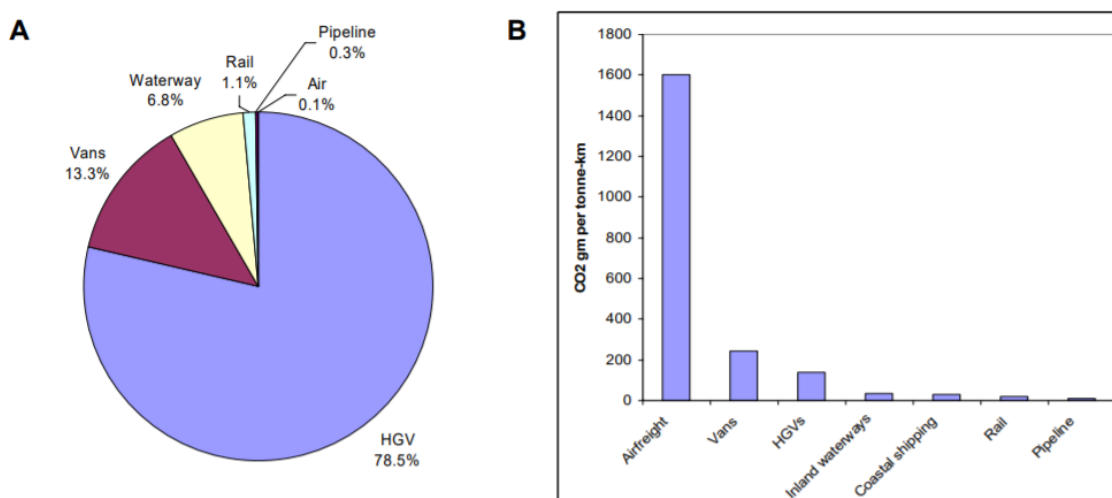 A
Pipeline
0.3%
Rail
1.1%
Air
0.1%
Waterway
6.8%
Vans
13.3%
HGV
78.5%
B
CO2 gm per tonne-km
1800
1600
1400
1200
1000
800
600
400
200
0
Airfreight
Vans
HGVs
Inland waterways
Coastal shipping
Rail
Pipeline